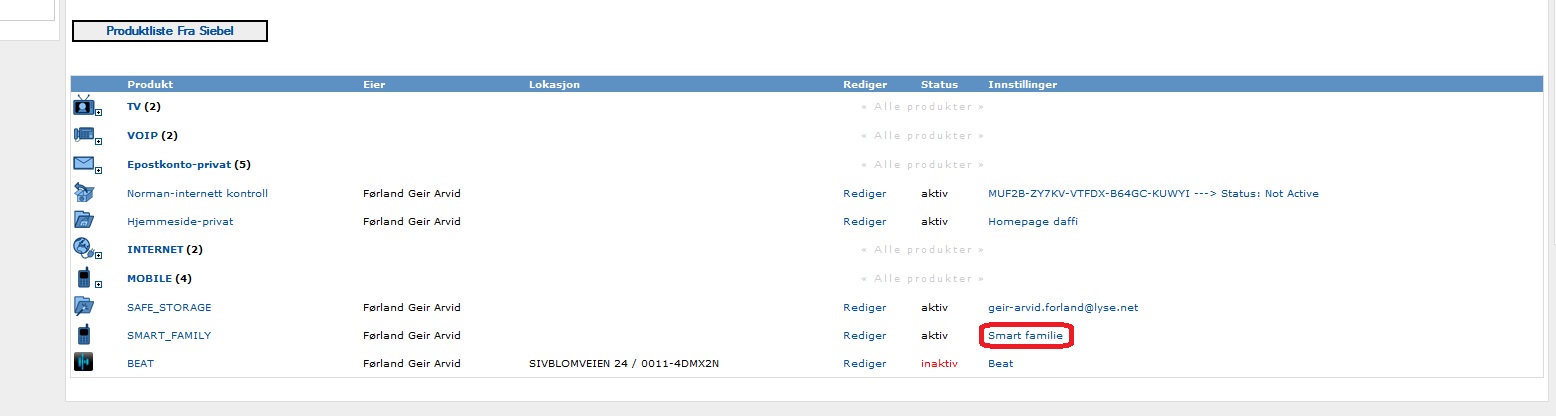 Produktliste Fra Siebel
Produkt Eier Lokasjon Rediger Status Innstillinger
TV (2) « Alle produkter »
VOIP (2) « Alle produkter »
Epostkonto-privat (5) « Alle produkter »
Norman-internett kontroll Førland Geir Arvid Rediger aktiv MUF2B-ZY7KV-VTFDX-B64GC-KUWYI ---> Status: Not Active
Hjemmeside-privat Førland Geir Arvid Rediger aktiv Homepage daffi
INTERNET (2) « Alle produkter »
MOBILE (4) « Alle produkter »
SAFE_STORAGE Førland Geir Arvid Rediger aktiv geir-arvid.forland@lyse.net
SMART_FAMILY Førland Geir Arvid Rediger aktiv Smart familie
BEAT Førland Geir Arvid SIVBLOMVEIEN 24 / 0011-4DMX2N Rediger inaktiv Beat